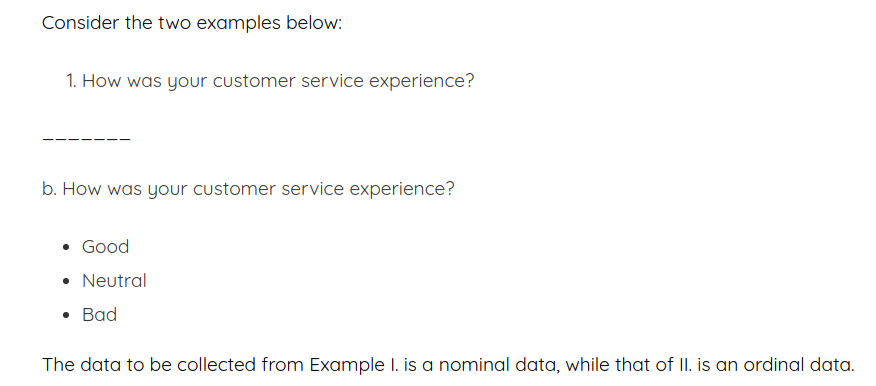 Consider the two examples below:
1. How was your customer service experience?
_______
b. How was your customer service experience?
• Good
• Neutral
• Bad
The data to be collected from Example I. is a nominal data, while that of II. is an ordinal data.